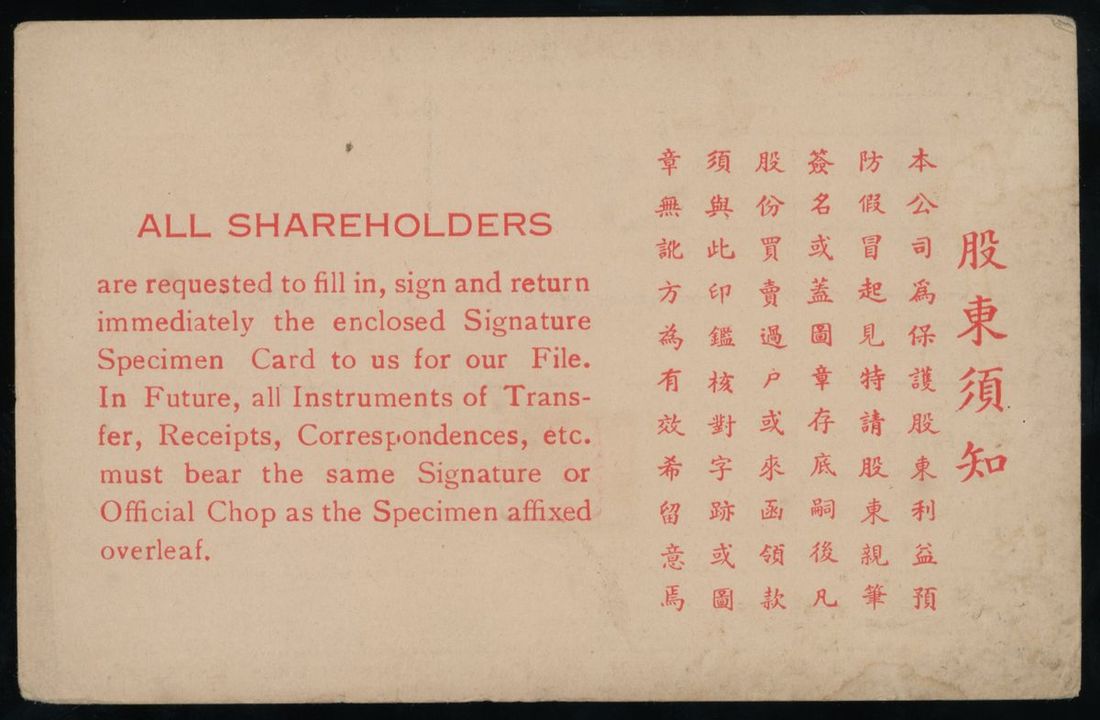 ALL SHAREHOLDERS
are requested to fill in, sign and return
immediately the enclosed Signature
Specimen Card to us for our File.
In Future, all Instruments of Trans-
fer, Receipts, Correspondences, etc.
must bear the same Signature or
Official Chop as the Specimen affixed
overleaf.
股東須知
本公司爲保護股東利益預
防假冒起見特請股東親筆
簽名或蓋圖章存底嗣後凡
股份買賣過戶或來函領款
須與此印鑑核對字跡或圖
章無訛方為有效希留意焉